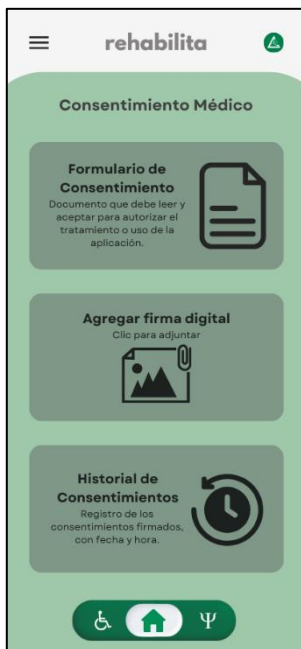 rehabilita
Consentimiento Médico
Formulario de
Consentimiento
Documento que debe leer y
aceptar para autorizar el
tratamiento o uso de la
aplicación.
Agregar firma digital
Clic para adjuntar
Historial de
Consentimientos
Registro de los
consentimientos firmados,
con fecha y hora.
Ψ